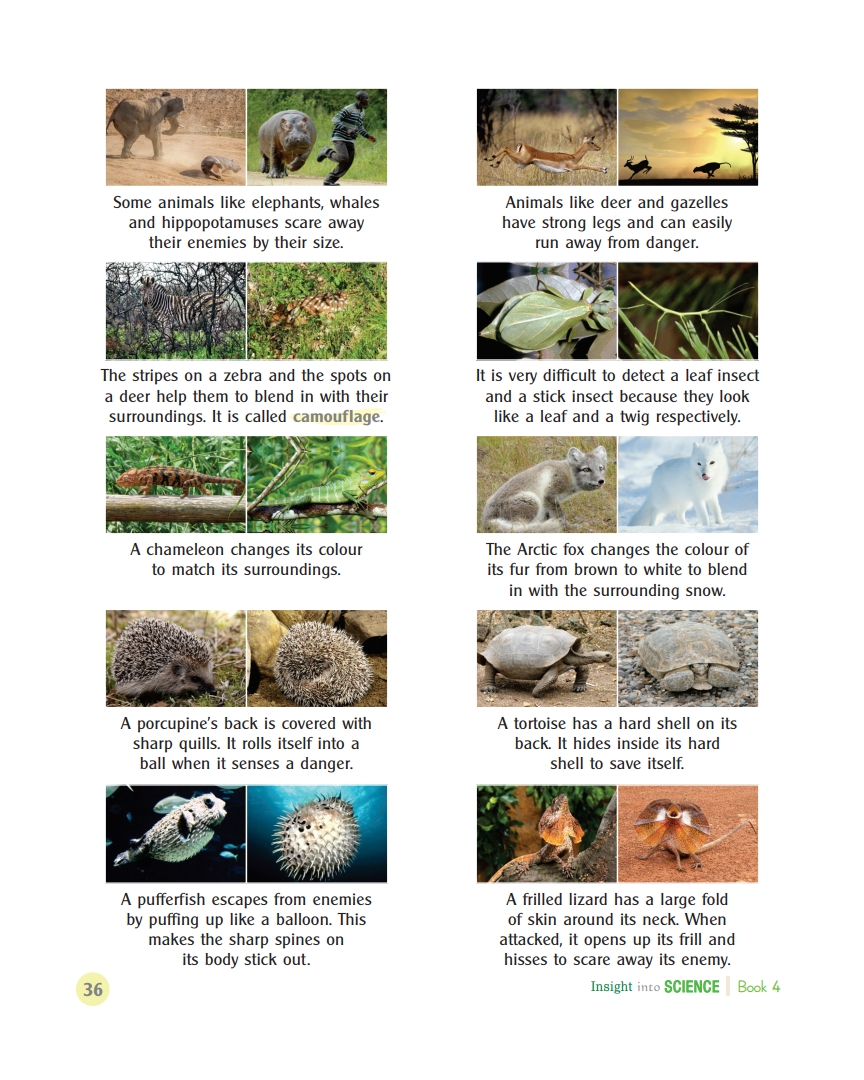 Some animals like elephants, whales
and hippopotamuses scare away
their enemies by their size.
Animals like deer and gazelles
have strong legs and can easily
run away from danger.
The stripes on a zebra and the spots on
a deer help them to blend in with their
surroundings. It is called camouflage.
It is very difficult to detect a leaf insect
and a stick insect because they look
like a leaf and a twig respectively.
A chameleon changes its colour
to match its surroundings.
The Arctic fox changes the colour of
its fur from brown to white to blend
in with the surrounding snow.
A porcupine's back is covered with
sharp quills. It rolls itself into a
ball when it senses a danger.
A tortoise has a hard shell on its
back. It hides inside its hard
shell to save itself.
A pufferfish escapes from enemies
by puffing up like a balloon. This
makes the sharp spines on
its body stick out.
A frilled lizard has a large fold
of skin around its neck. When
attacked, it opens up its frill and
hisses to scare away its enemy.
36
Insight into SCIENCE Book 4